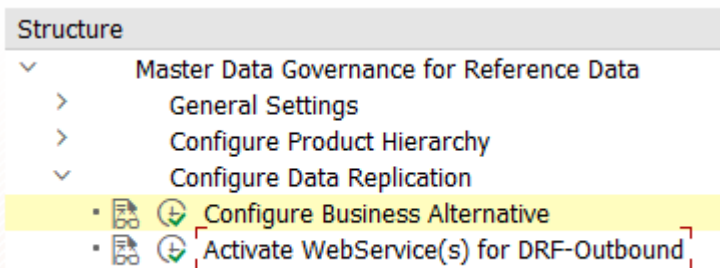 Structure
Master Data Governance for Reference Data
General Settings
Configure Product Hierarchy
Configure Data Replication
Configure Business Alternative
Activate WebService(s) for DRF-Outbound